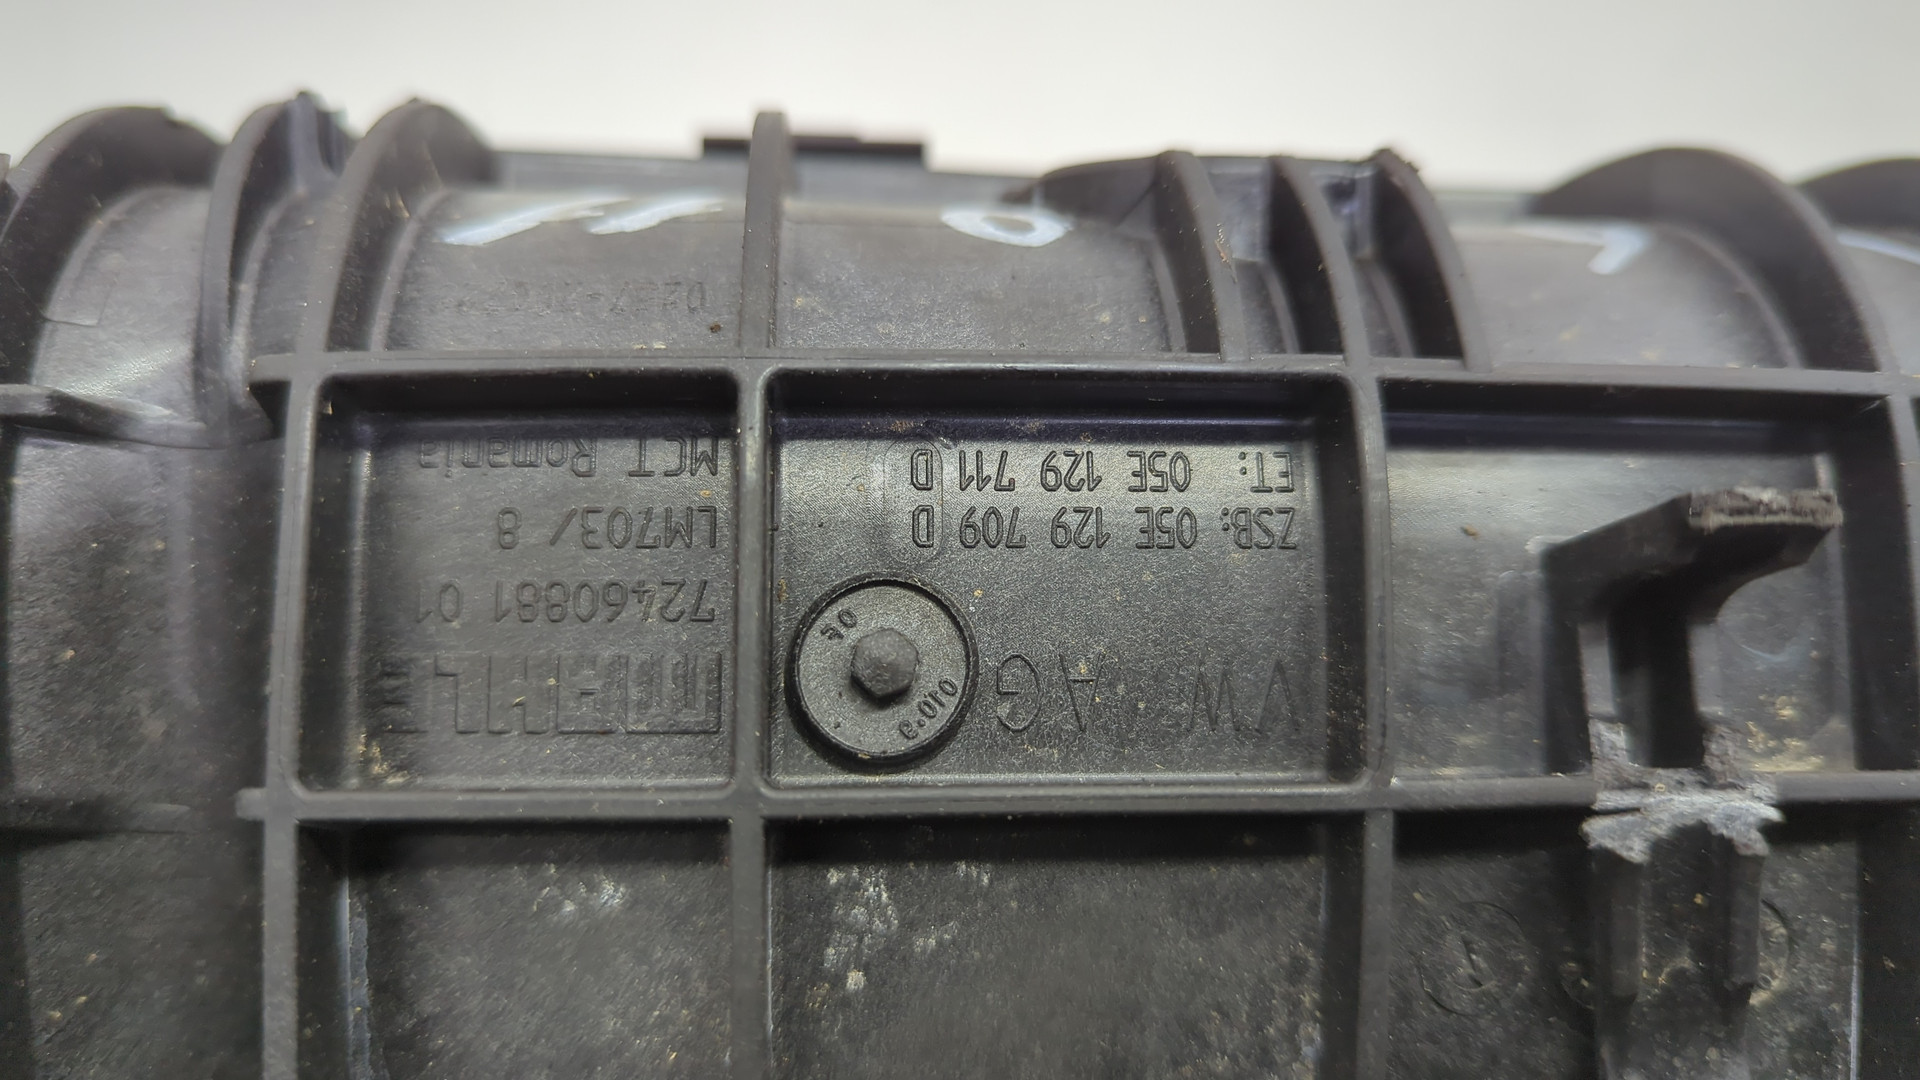 VW AG
ZSB: 05E 129 709 D
ET: 05E 129 711 D
MAHLE
72460881 01
LM703/ 8
MCT Romania